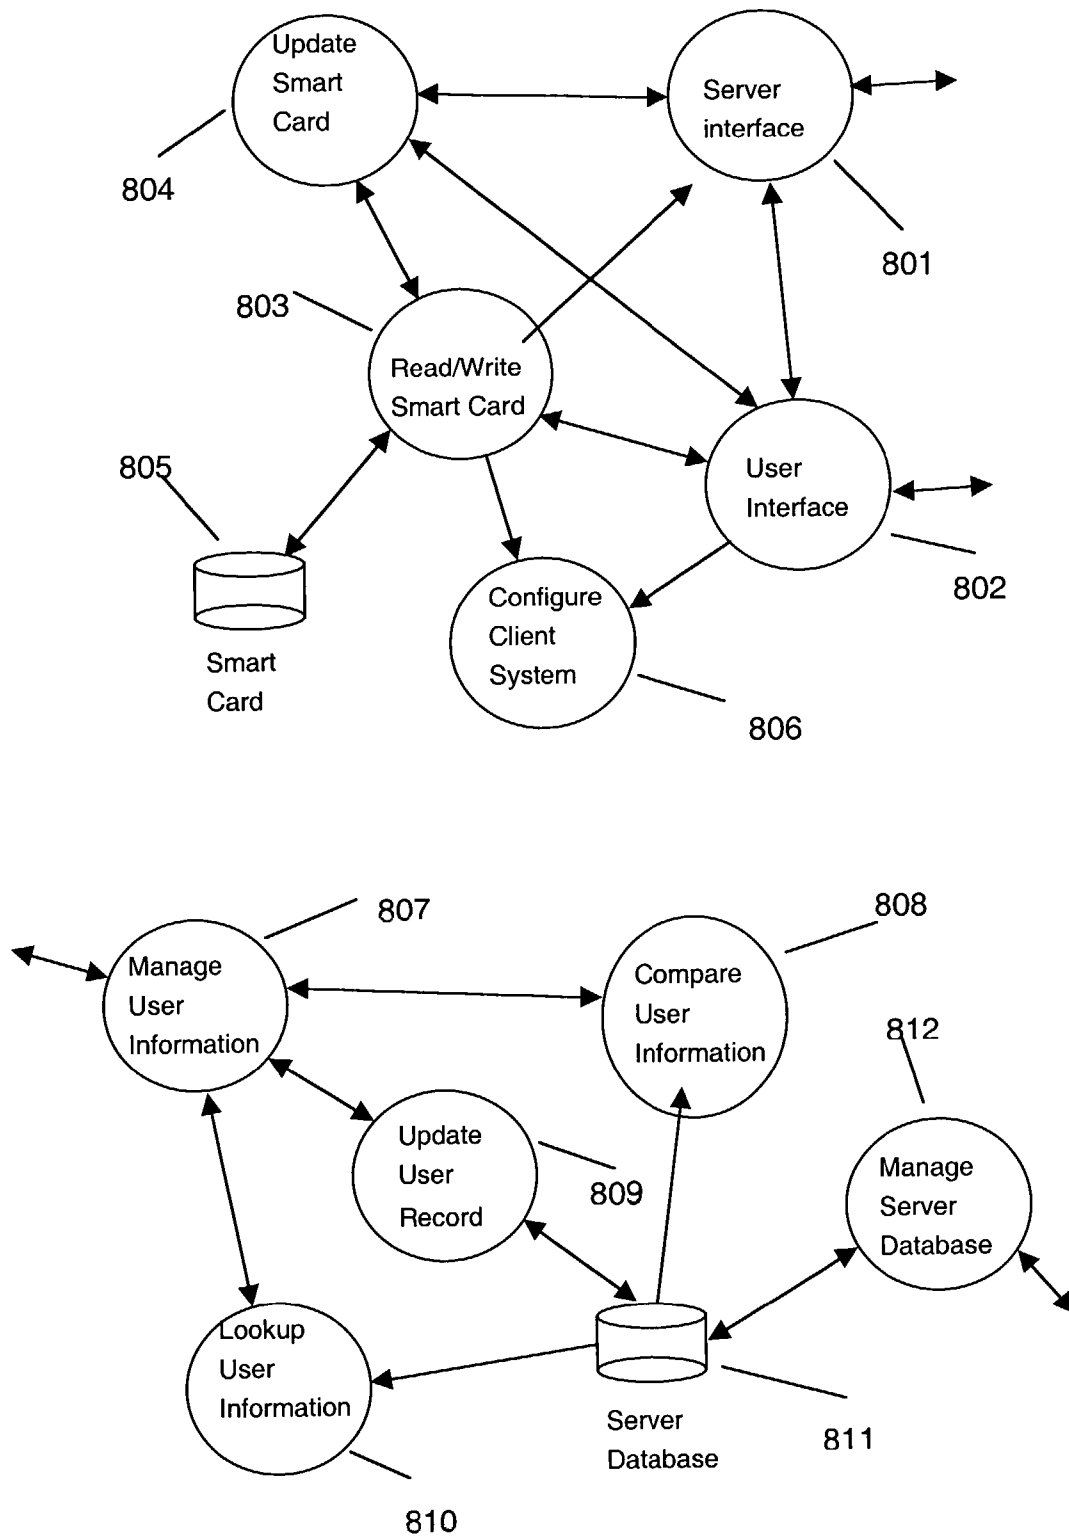 Update
Smart
Card
Server
interface
804
801
803
Read/Write
Smart Card
805
User
Interface
802
Configure
Client
System
Smart
Card
806
807
808
Manage
User
Information
Compare
User
Information
812
Update
User
Record
809
Manage
Server
Database
Lookup
User
Information
Server
Database
811
810